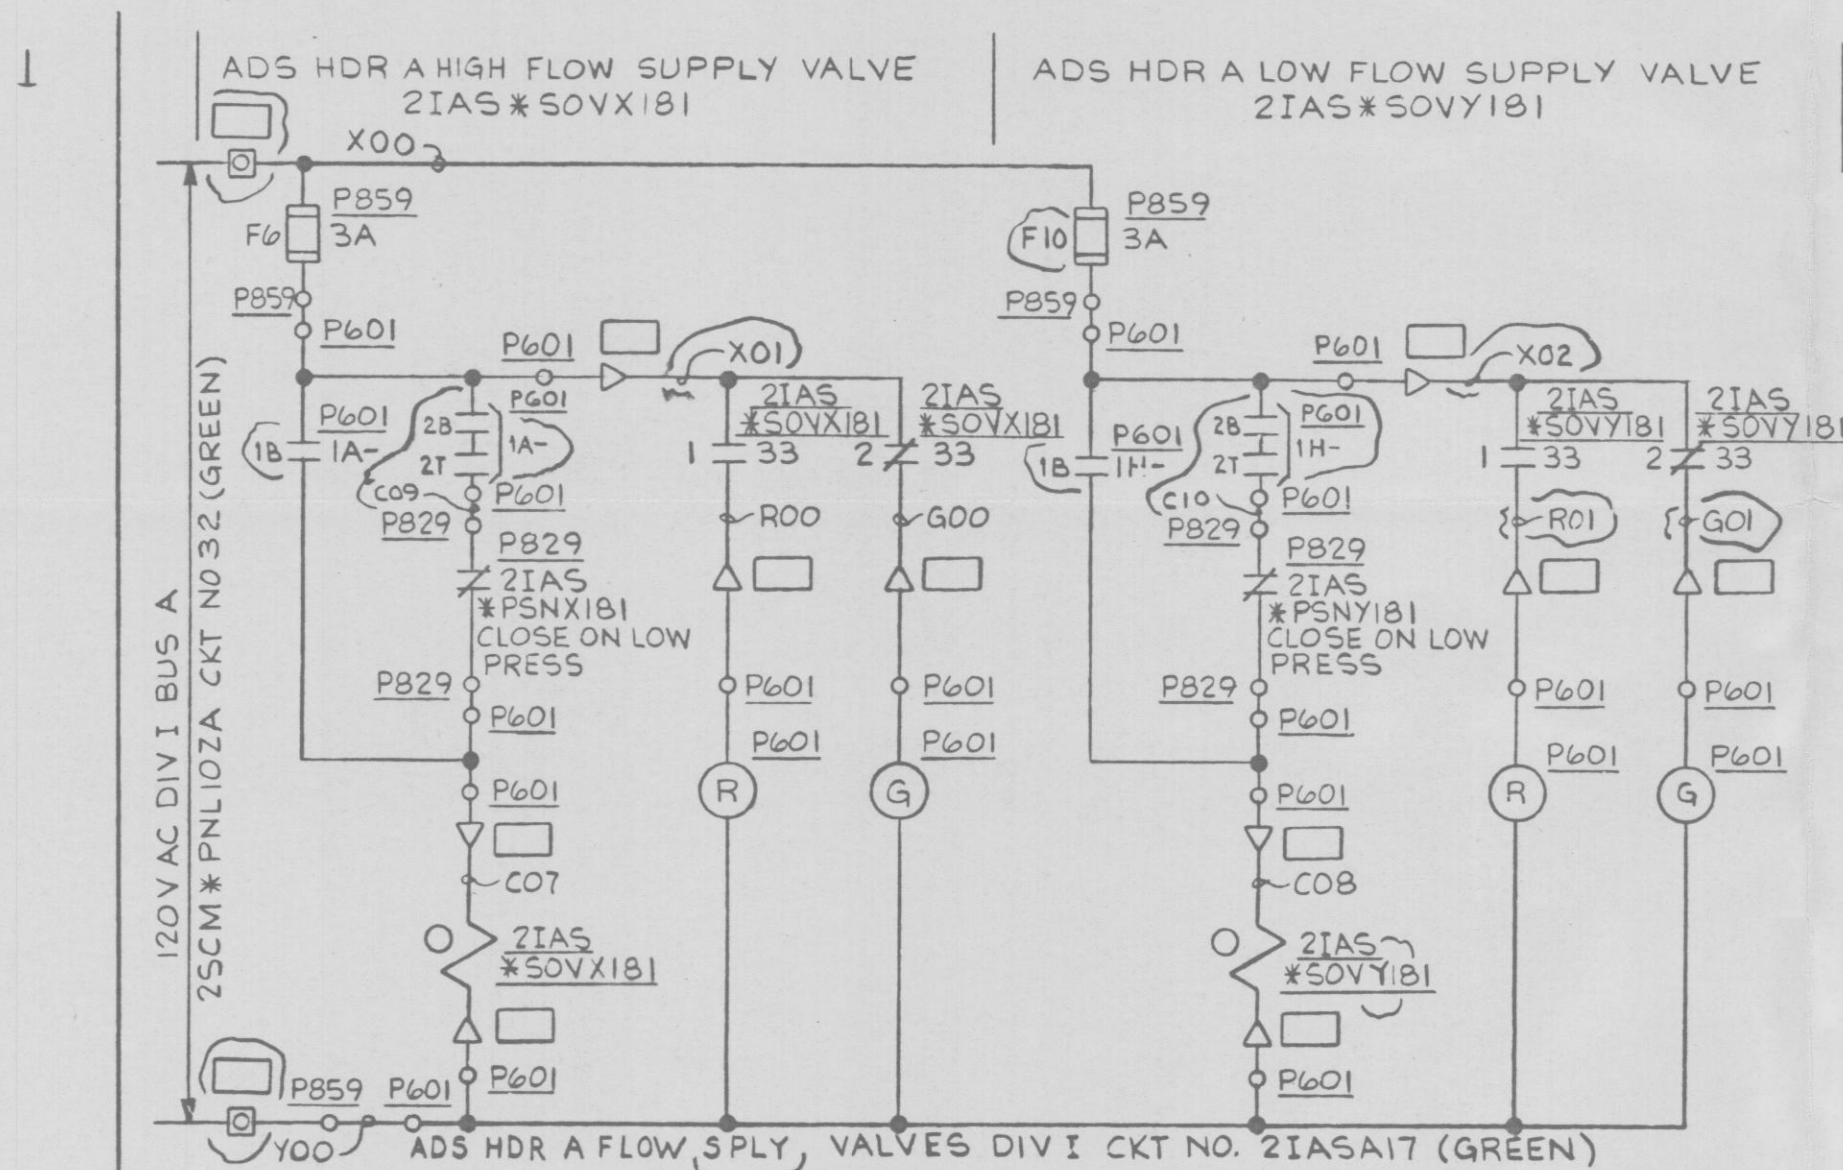 I
ADS HDR A HIGH FLOW SUPPLY VALVE
2IAS*SOVX181
ADS HDR A LOW FLOW SUPPLY VALVE
2IAS*SOVY181
X00
P859
F6 3A
P859
P601
P601
X01
P601
1B 1A-
P601
2B
1A-
2T
C09 P601
P829
P829
2IAS
*PSNX181
CLOSE ON LOW
PRESS
P829
P601
P601
C07
2IAS
*SOVX181
P601
2IAS
*SOVX181
1 33
R00
P601
P601
R
2IAS
*SOVX181
2 33
G00
P601
P601
G
P859
F10 3A
P859
P601
P601
X02
P601
1B 1H-
P601
2B
1H-
2T
C10 P601
P829
P829
2IAS
*PSNY181
CLOSE ON LOW
PRESS
P829
P601
P601
C08
2IAS
*SOVY181
P601
2IAS
*SOVY181
1 33
R01
P601
P601
R
2IAS
*SOVY181
2 33
G01
P601
P601
G
120VAC DIV I BUS A
2SCM*PNL102A CKT NO 32 (GREEN)
P859 P601
Y00
ADS HDR A FLOW, SPLY, VALVES DIV I CKT NO. 2IASA17 (GREEN)